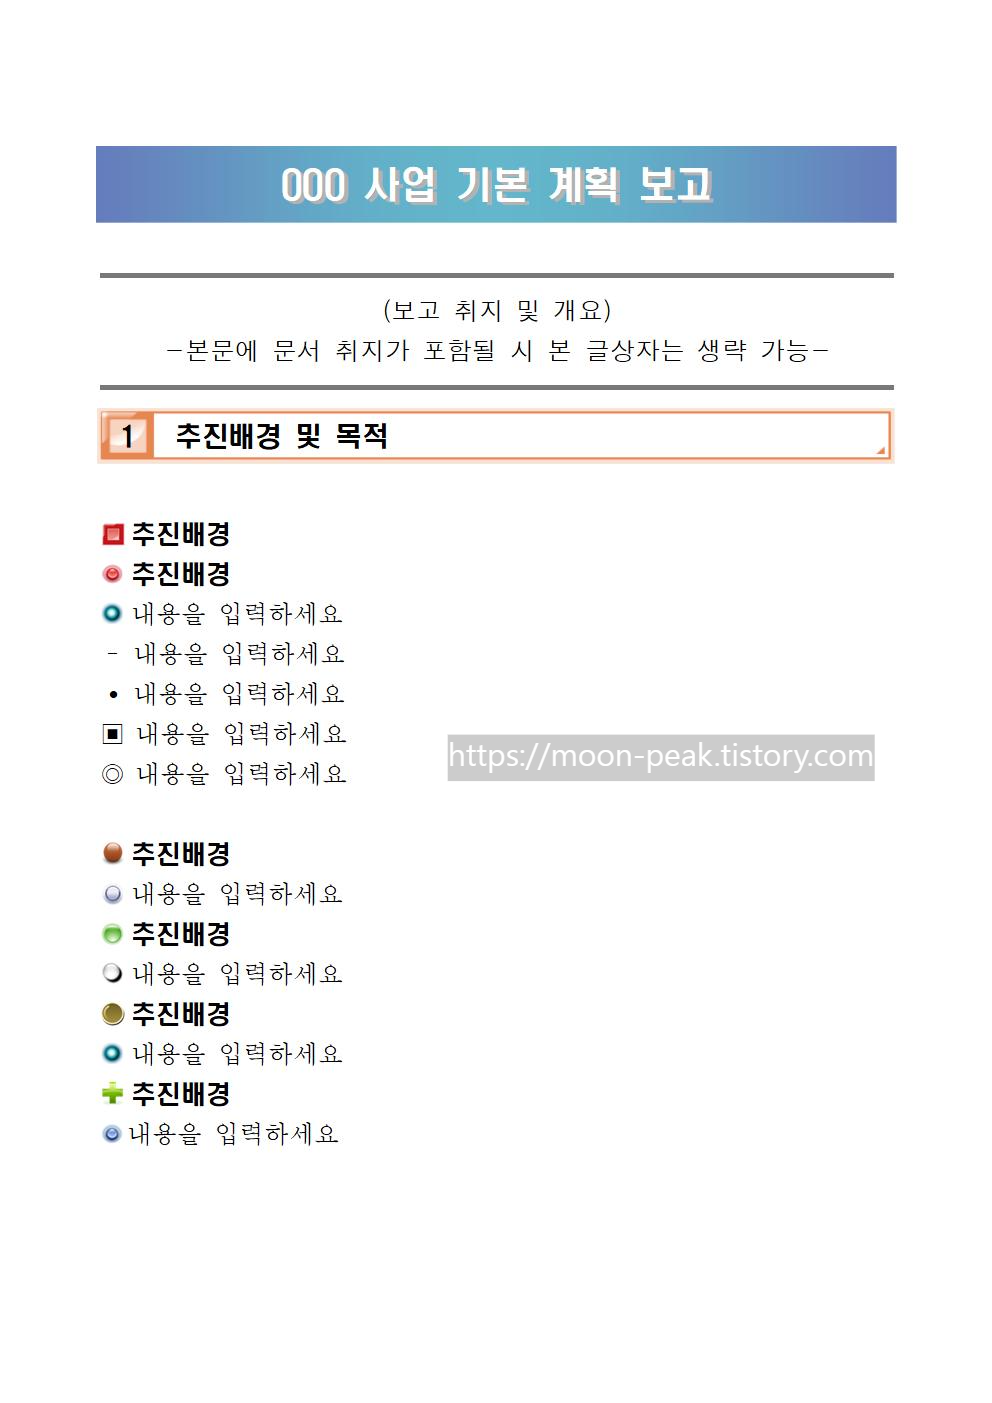 000 사업 기본 계획 보고
(보고 취지 및 개요)
-본문에 문서 취지가 포함될 시 본 글상자는 생략 가능-
1 추진배경 및 목적
추진배경
추진배경
내용을 입력하세요
- 내용을 입력하세요
• 내용을 입력하세요
▣ 내용을 입력하세요
◎ 내용을 입력하세요
https://moon-peak.tistory.com
추진배경
내용을 입력하세요
추진배경
내용을 입력하세요
추진배경
내용을 입력하세요
추진배경
내용을 입력하세요